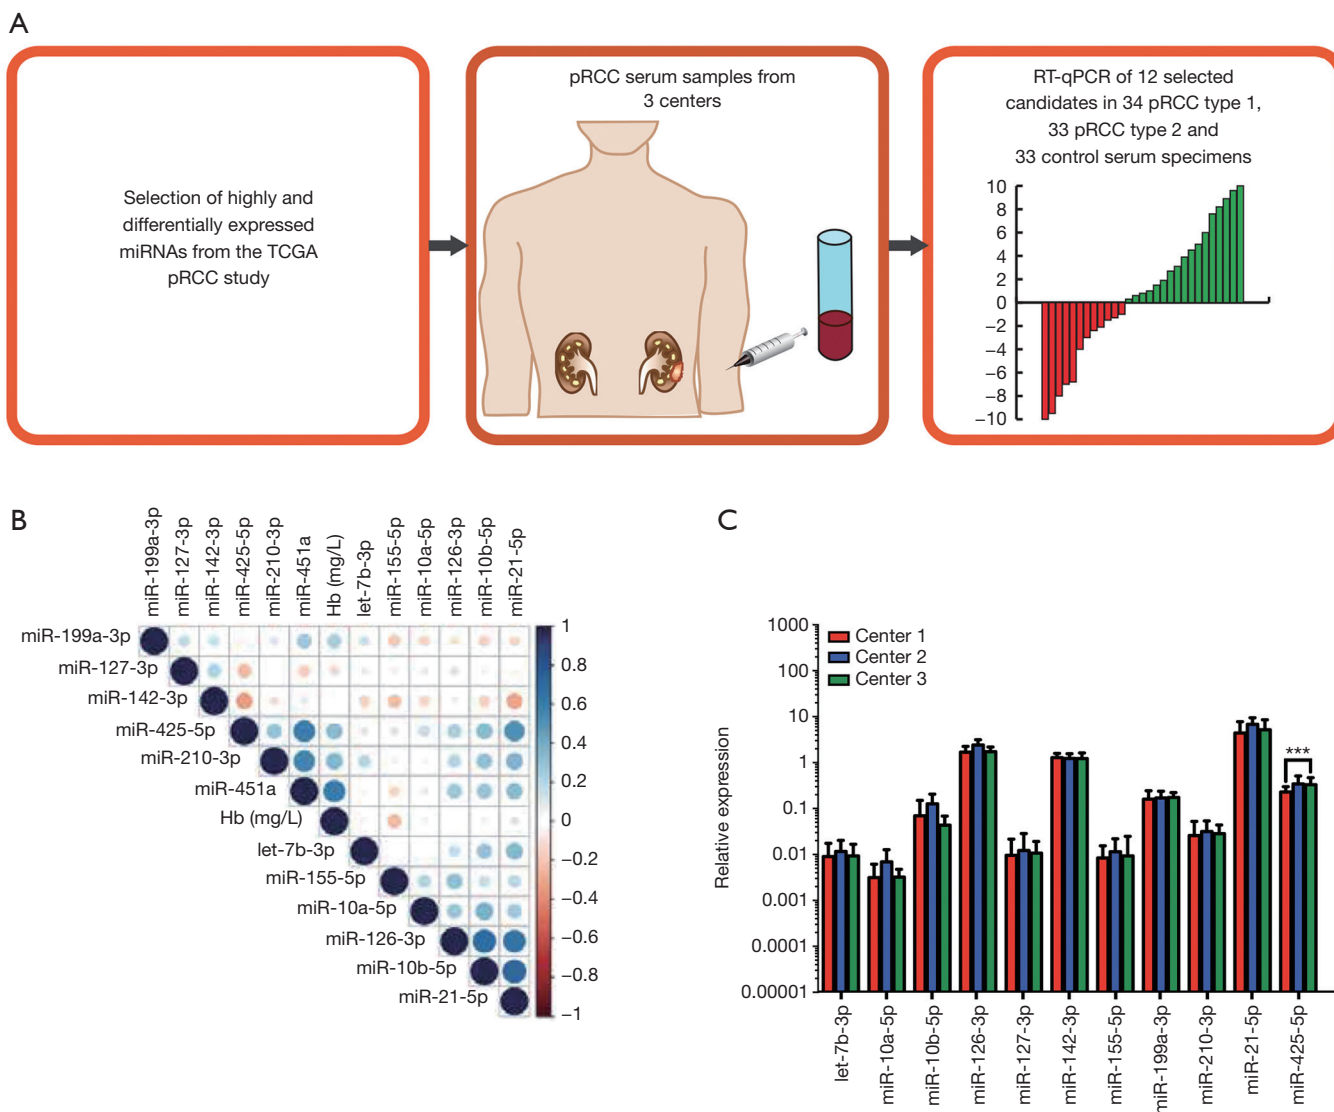 A
Selection of highly and
differentially expressed
miRNAs from the TCGA
pRCC study
pRCC serum samples from
3 centers
RT-qPCR of 12 selected
candidates in 34 pRCC type 1,
33 pRCC type 2 and
33 control serum specimens
10
8
6
4
2
0
−2
−4
−6
−8
−10
B
miR-199a-3p
miR-127-3p
miR-142-3p
miR-425-5p
miR-210-3p
miR-451a
Hb (mg/L)
let-7b-3p
miR-155-5p
miR-10a-5p
miR-126-3p
miR-10b-5p
miR-21-5p
miR-199a-3p
miR-127-3p
miR-142-3p
miR-425-5p
miR-210-3p
miR-451a
Hb (mg/L)
let-7b-3p
miR-155-5p
miR-10a-5p
miR-126-3p
miR-10b-5p
miR-21-5p
1
0.8
0.6
0.4
0.2
0
−0.2
−0.4
−0.6
−0.8
−1
C
Relative expression
1000
100
10
1
0.1
0.01
0.001
0.0001
0.00001
Center 1
Center 2
Center 3
***
let-7b-3p
miR-10a-5p
miR-10b-5p
miR-126-3p
miR-127-3p
miR-142-3p
miR-155-5p
miR-199a-3p
miR-210-3p
miR-21-5p
miR-425-5p